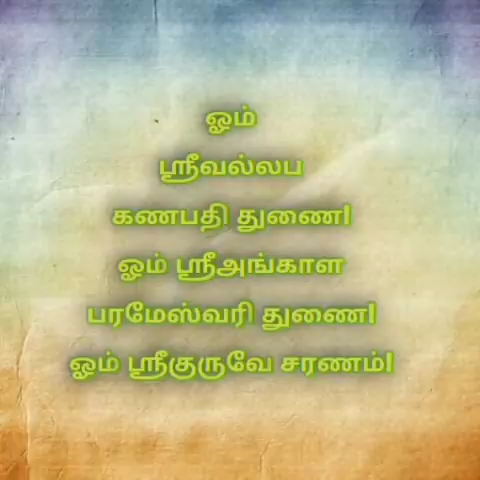 ஓம்
ஸ்ரீவல்லப
கணபதி துணை!
ஓம் ஸ்ரீஅங்காள
பரமேஸ்வரி துணை!
ஓம் ஸ்ரீகுருவே சரணம்!